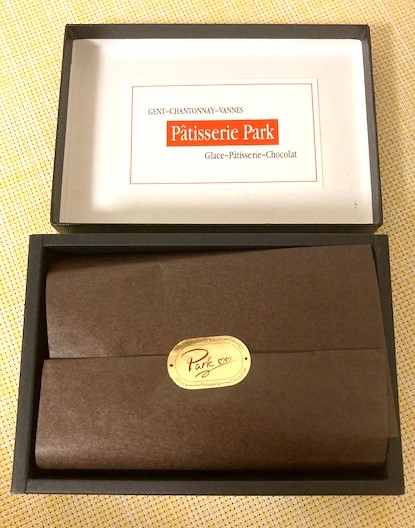 GENT-CHANTONNAY-VANNES
Pâtisserie Park
Glace-Pâtisserie-Chocolat
Park